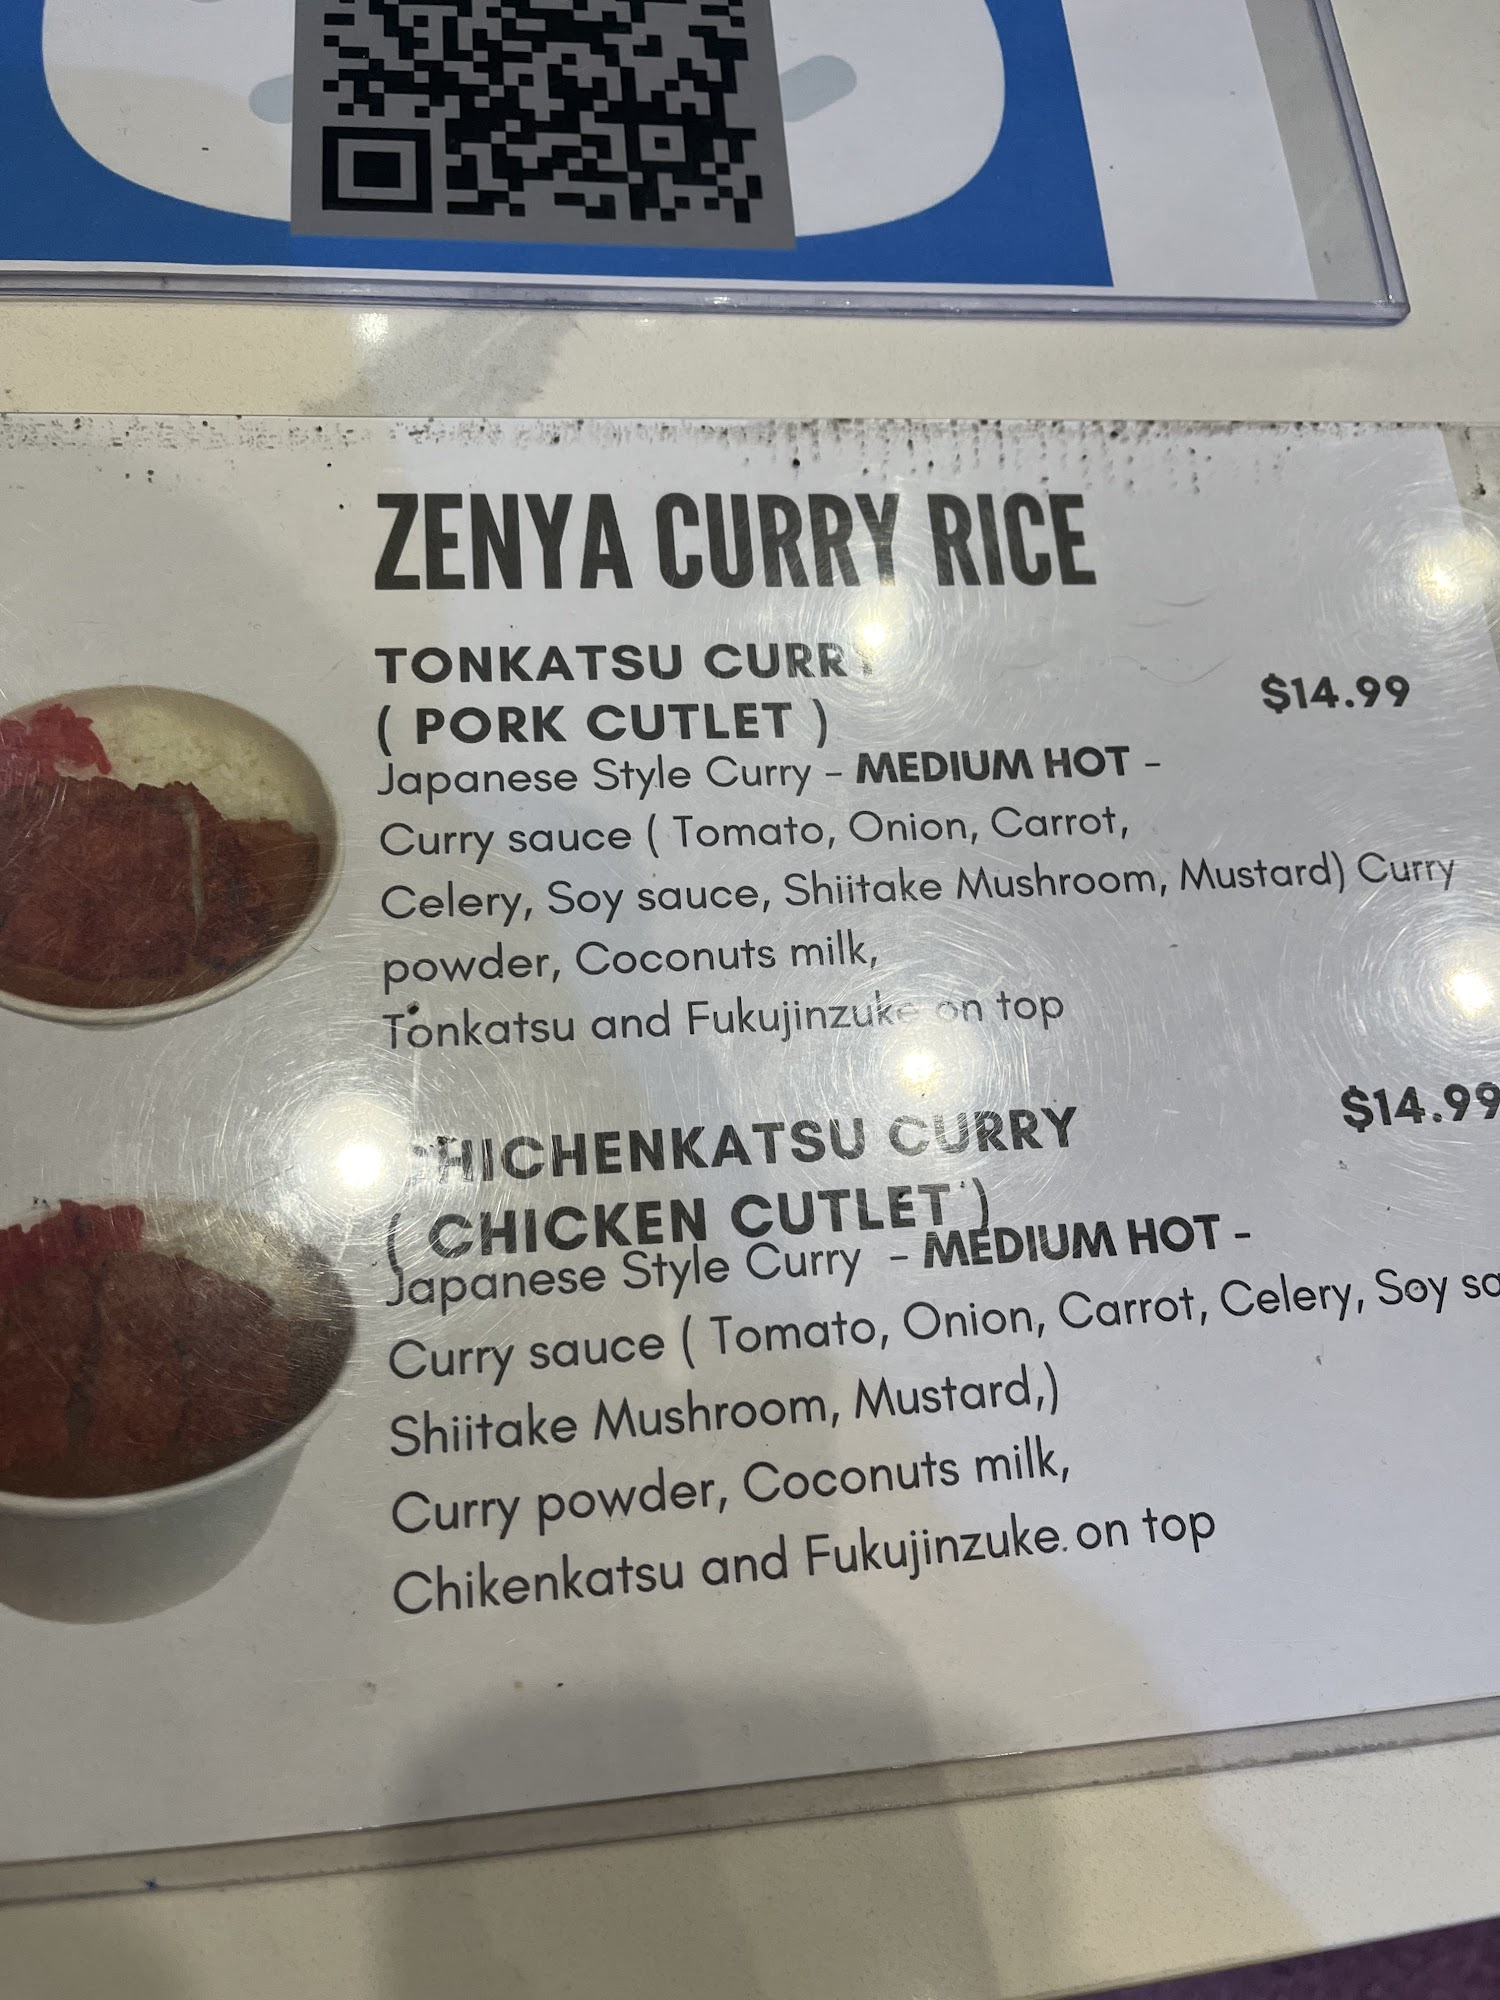 ZENYA CURRY RICE
TONKATSU CURRY
$14.99
( PORK CUTLET )
Japanese Style Curry - MEDIUM HOT -
Curry sauce ( Tomato, Onion, Carrot,
Celery, Soy sauce, Shiitake Mushroom, Mustard) Curry
powder, Coconuts milk,
Tonkatsu and Fukujinzuke on top
HICHENKATSU CURRY
$14.99
( CHICKEN CUTLET )
Japanese Style Curry - MEDIUM HOT -
Curry sauce ( Tomato, Onion, Carrot, Celery, Soy
Shiitake Mushroom, Mustard,)
Curry powder, Coconuts milk,
Chikenkatsu and Fukujinzuke. on top